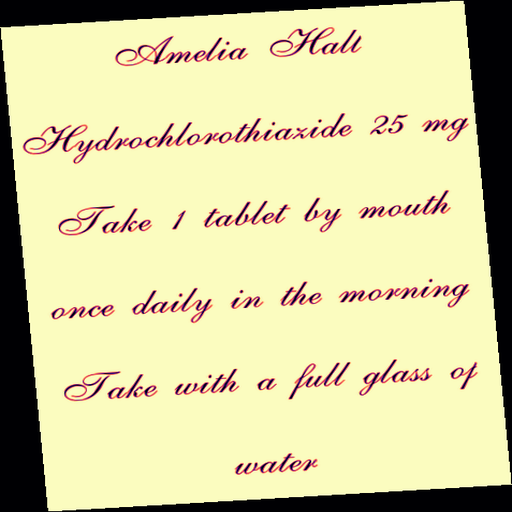 Amelia Halt
Hydrochlorothiazide 25 mg
Take 1 tablet by mouth
once daily in the morning
Take with a full glass of
water